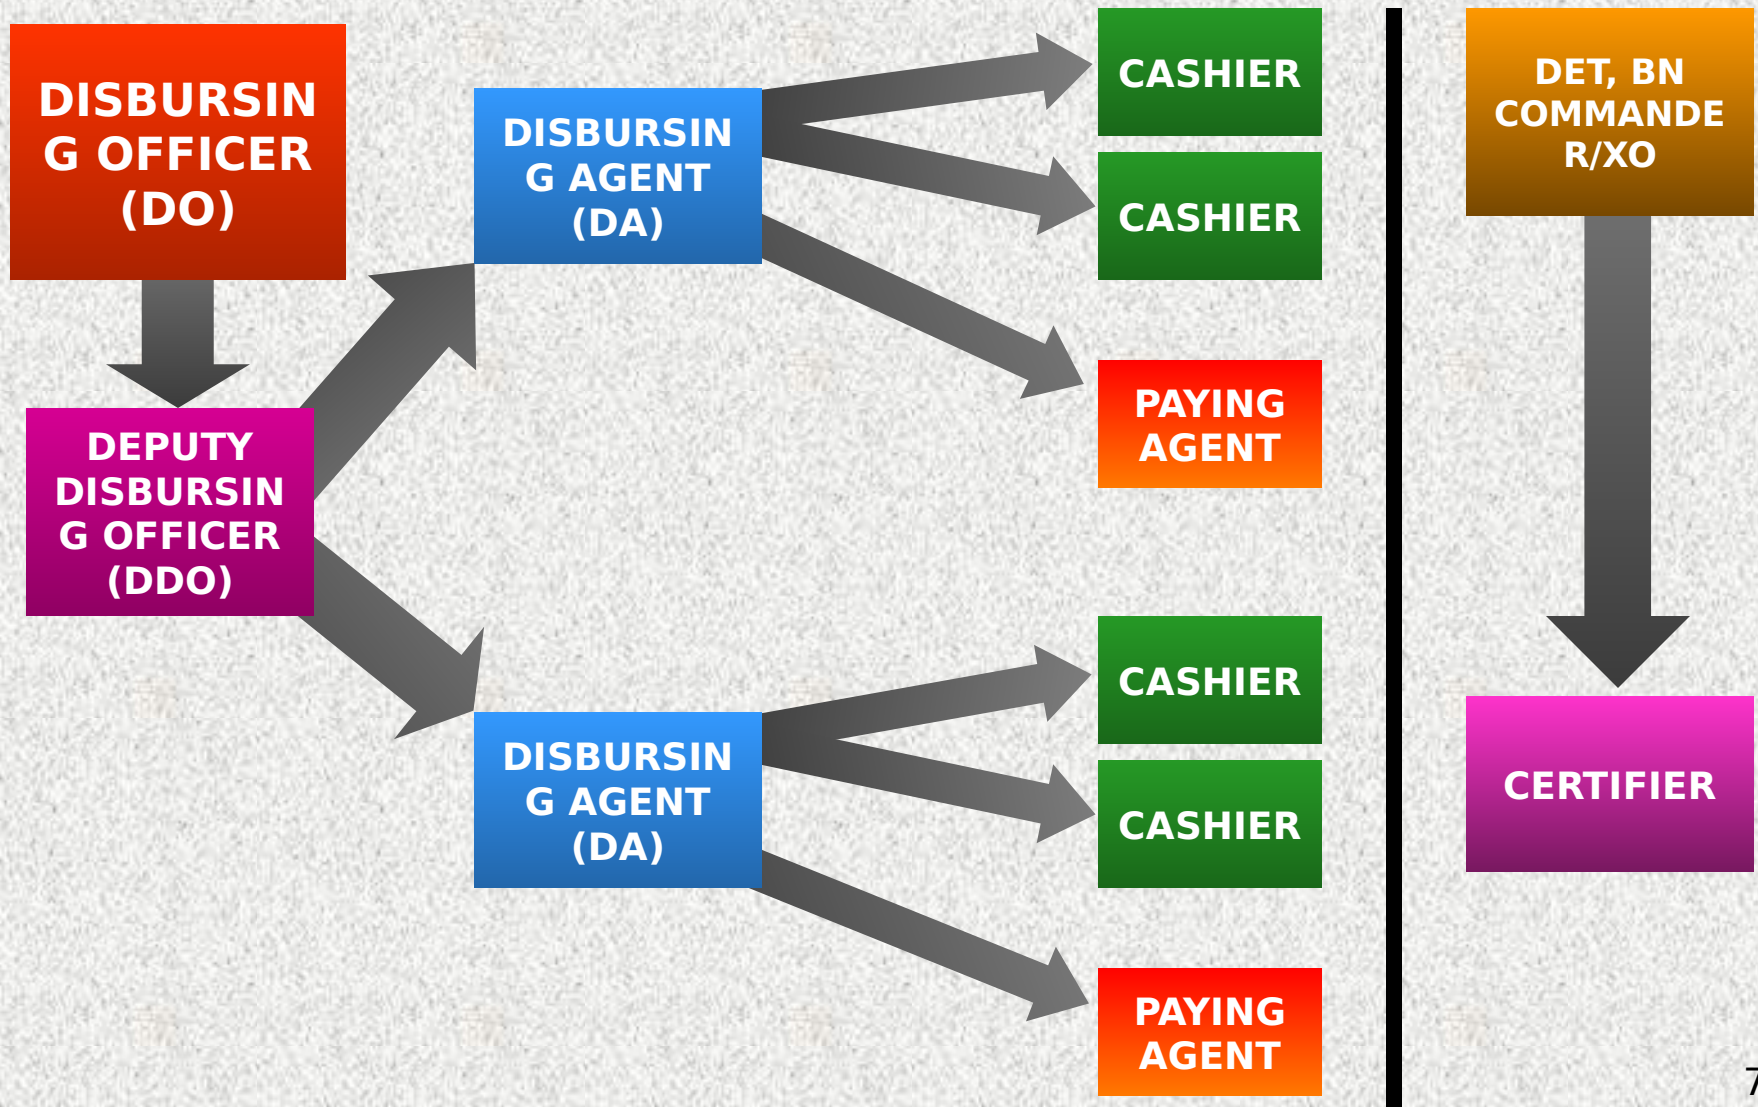 DISBURSIN
G OFFICER
(DO)
DEPUTY
DISBURSIN
G OFFICER
(DDO)
DISBURSIN
G AGENT
(DA)
CASHIER
CASHIER
PAYING
AGENT
DISBURSIN
G AGENT
(DA)
CASHIER
CASHIER
PAYING
AGENT
DET, BN
COMMANDE
R/XO
CERTIFIER
7